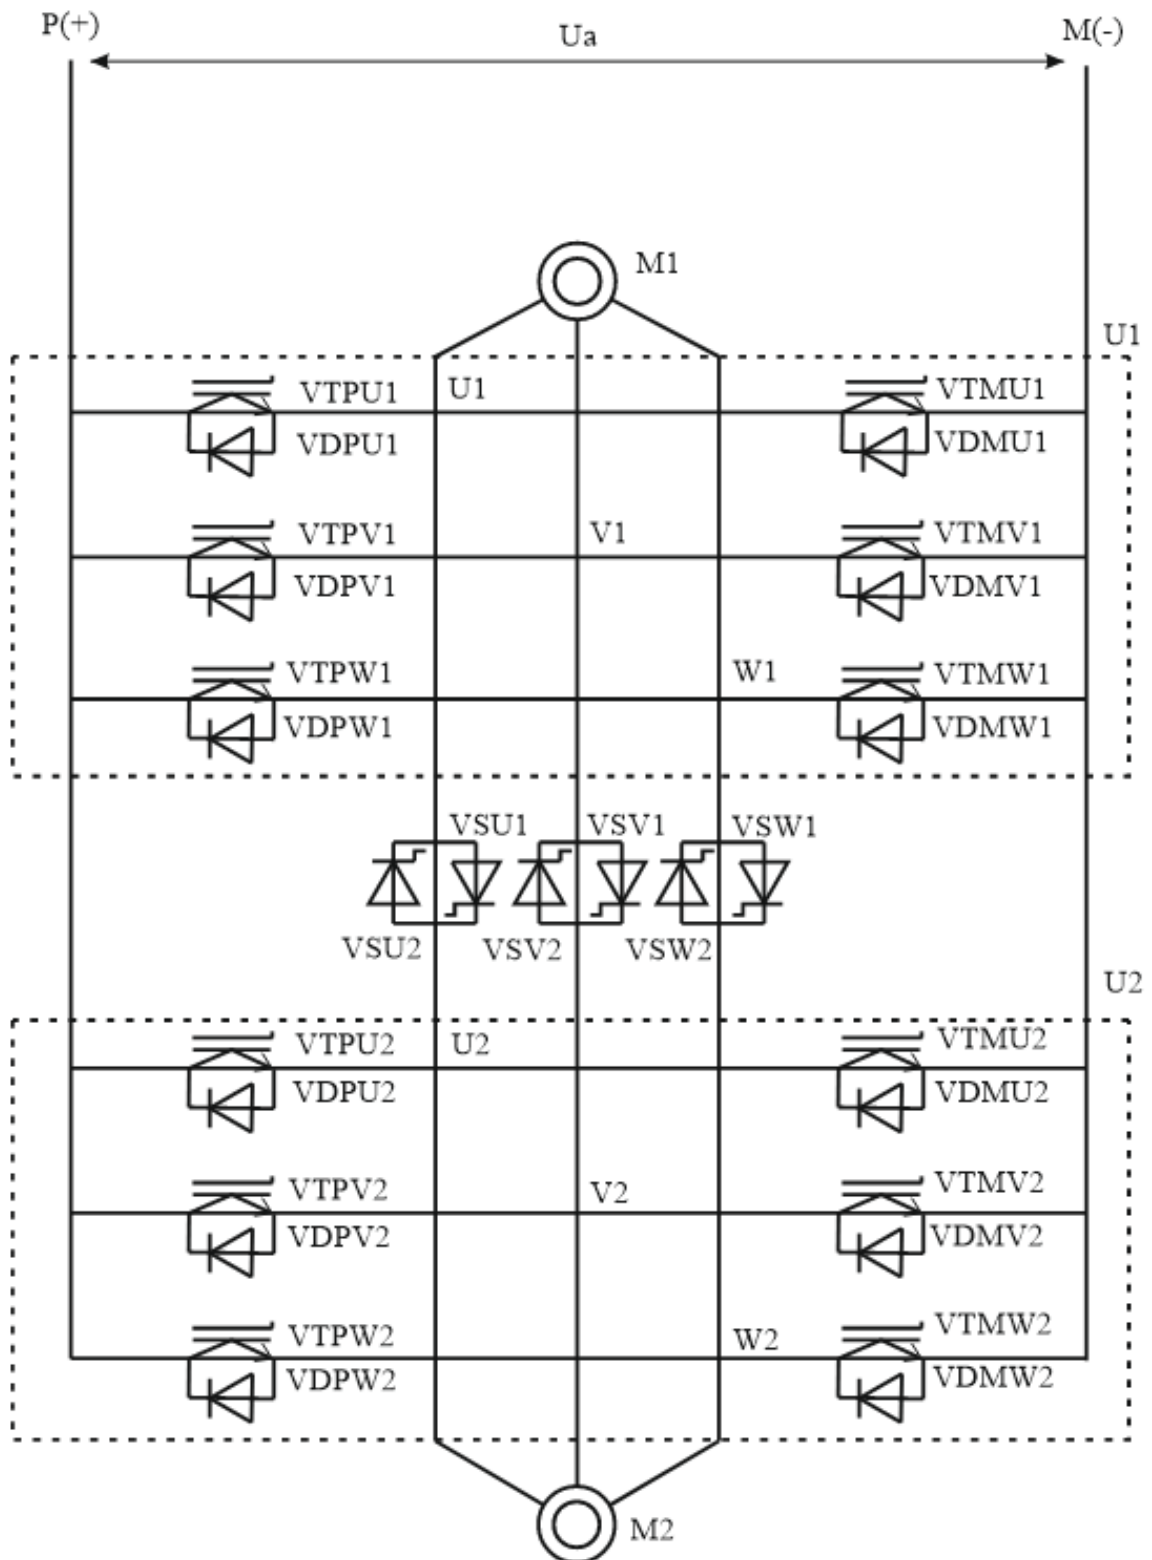 P(+) Ua M(-)
M1
U1
VTPU1 U1 VTMU1
VDPU1 VDMU1
VTPV1 V1 VTMV1
VDPV1 VDMV1
VTPW1 W1 VTMW1
VDPW1 VDMW1
VSU1 VSV1 VSW1
VSU2 VSV2 VSW2
U2
VTPU2 U2 VTMU2
VDPU2 VDMU2
VTPV2 V2 VTMV2
VDPV2 VDMV2
VTPW2 W2 VTMW2
VDPW2 VDMW2
M2